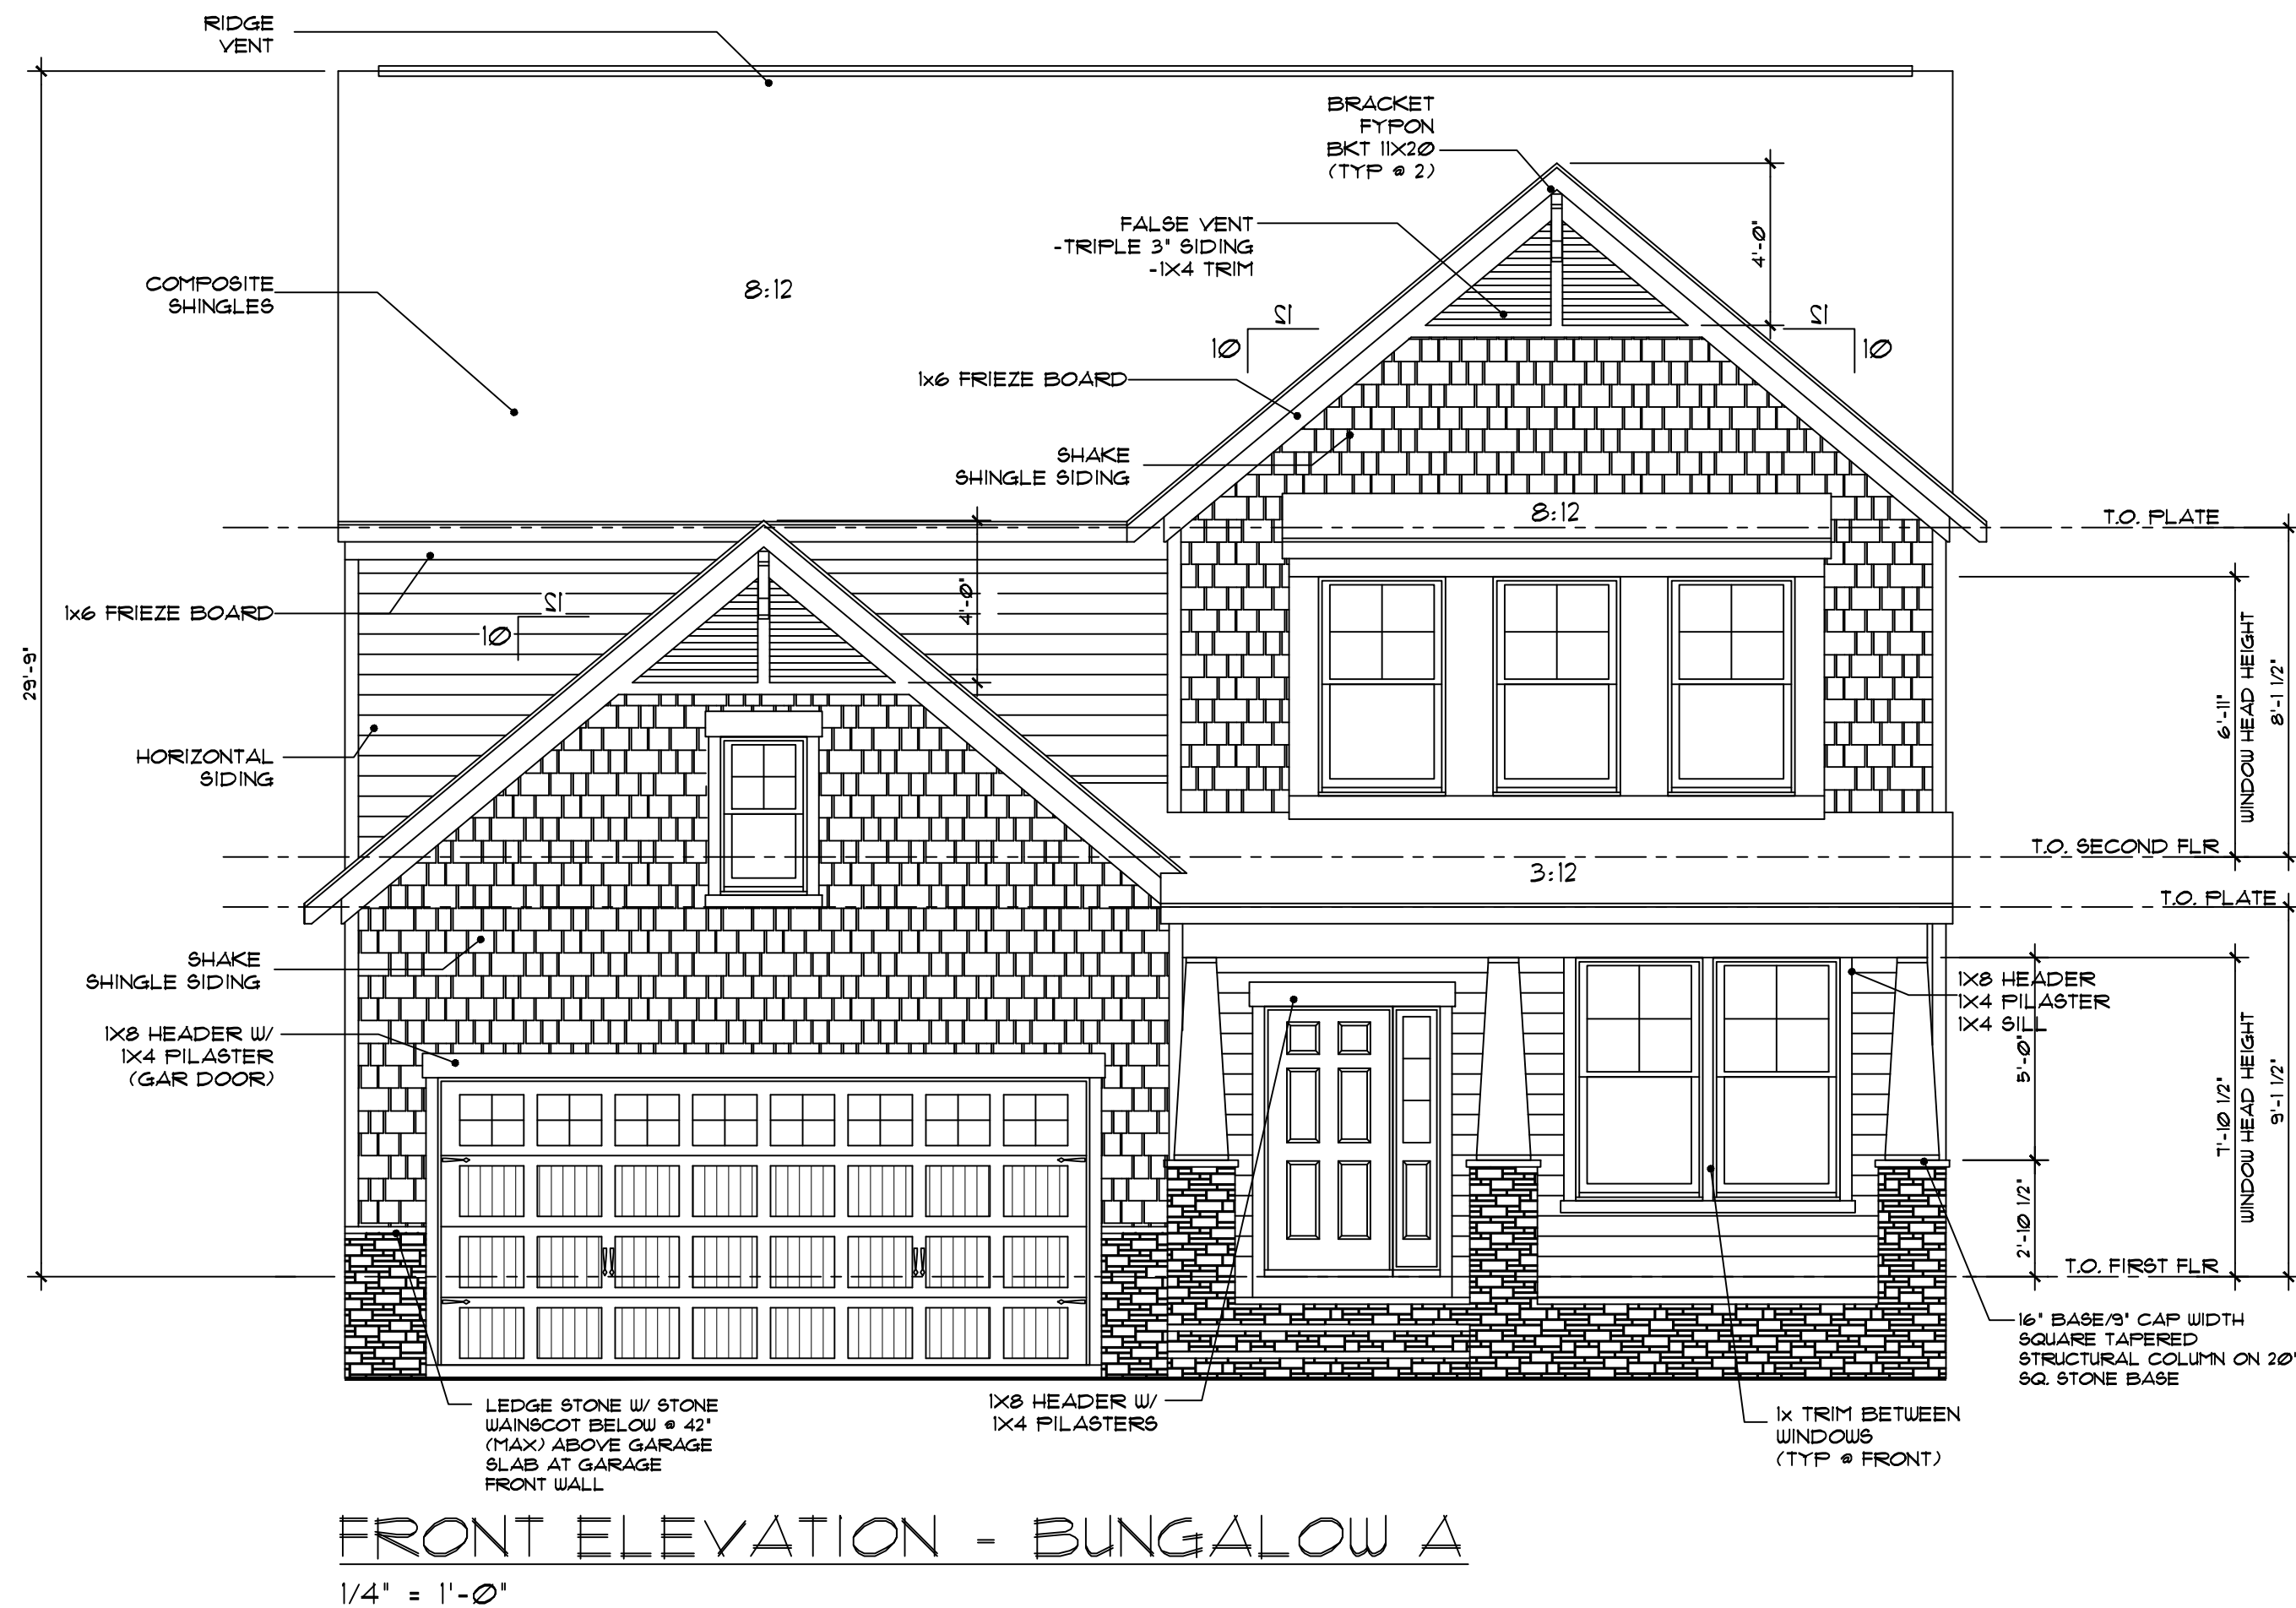 RIDGE
VENT
BRACKET
FYPON
BKT 11X20
(TYP @ 2)
FALSE VENT
-TRIPLE 3" SIDING
-1X4 TRIM
4'-0"
COMPOSITE
SHINGLES
8:12
12
10
12
10
1x6 FRIEZE BOARD
SHAKE
SHINGLE SIDING
8:12
T.O. PLATE
29'-9"
1x6 FRIEZE BOARD
12
10
4'-0"
6'-11"
WINDOW HEAD HEIGHT
8'-1 1/2"
HORIZONTAL
SIDING
T.O. SECOND FLR
3:12
T.O. PLATE
SHAKE
SHINGLE SIDING
1X8 HEADER
1X4 PILASTER
1X4 SILL
1X8 HEADER W/
1X4 PILASTER
(GAR DOOR)
5'-0"
7'-10 1/2"
WINDOW HEAD HEIGHT
9'-1 1/2"
2'-10 1/2"
T.O. FIRST FLR
16" BASE/9" CAP WIDTH
SQUARE TAPERED
STRUCTURAL COLUMN ON 20"
SQ. STONE BASE
LEDGE STONE W/ STONE
WAINSCOT BELOW @ 42"
(MAX) ABOVE GARAGE
SLAB AT GARAGE
FRONT WALL
1X8 HEADER W/
1X4 PILASTERS
1x TRIM BETWEEN
WINDOWS
(TYP @ FRONT)
FRONT ELEVATION - BUNGALOW A
1/4" = 1'-0"